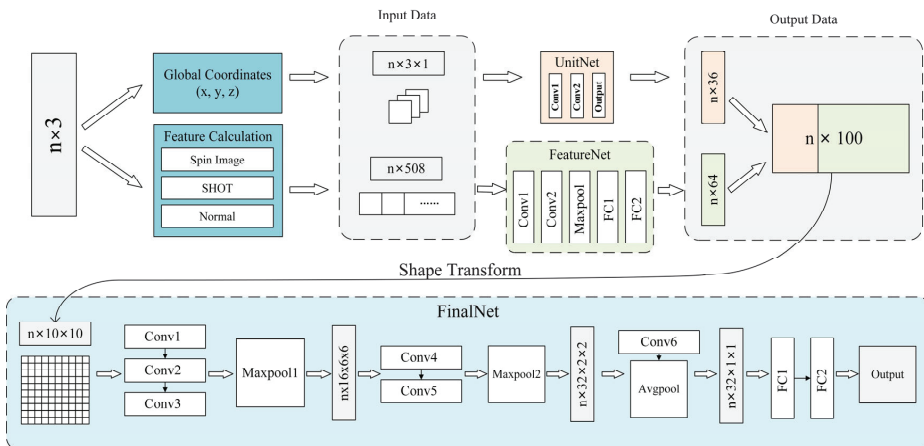 Input Data
Output Data
n×3
Global Coordinates
(x, y, z)
Feature Calculation
Spin Image
SHOT
Normal
n×3×1
n×508
......
UnitNet
Conv1
Conv2
Output
FeatureNet
Conv1
Conv2
Maxpool
FC1
FC2
n×36
n×64
n × 100
Shape Transform
FinalNet
n×10×10
Conv1
Conv2
Conv3
Maxpool1
n×16×6×6
Conv4
Conv5
Maxpool2
n×32×2×2
Conv6
Avgpool
n×32×1×1
FC1
FC2
Output